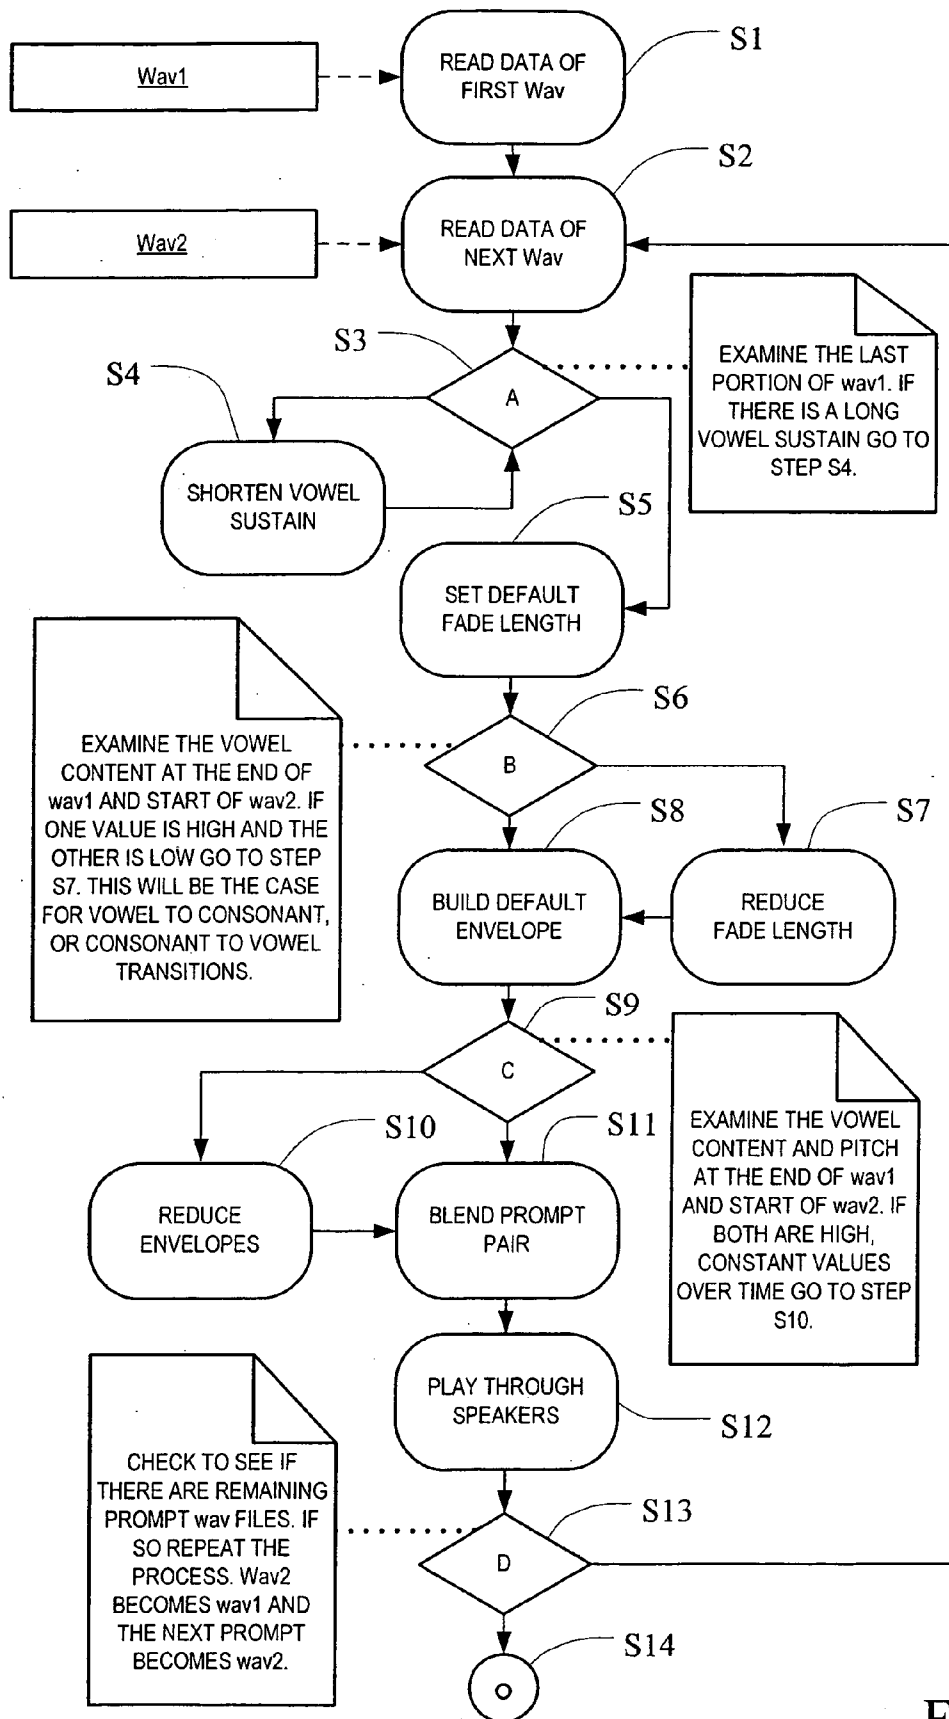 S1
Wav1
READ DATA OF
FIRST Wav
S2
Wav2
READ DATA OF
NEXT Wav
S3
S4
A
EXAMINE THE LAST
PORTION OF wav1. IF
THERE IS A LONG
VOWEL SUSTAIN GO TO
STEP S4.
SHORTEN VOWEL
SUSTAIN
S5
SET DEFAULT
FADE LENGTH
S6
B
EXAMINE THE VOWEL
CONTENT AT THE END OF
wav1 AND START OF wav2. IF
ONE VALUE IS HIGH AND THE
OTHER IS LOW GO TO STEP
S7. THIS WILL BE THE CASE
FOR VOWEL TO CONSONANT,
OR CONSONANT TO VOWEL
TRANSITIONS.
S8
S7
BUILD DEFAULT
ENVELOPE
REDUCE
FADE LENGTH
S9
C
EXAMINE THE VOWEL
CONTENT AND PITCH
AT THE END OF wav1
AND START OF wav2. IF
BOTH ARE HIGH,
CONSTANT VALUES
OVER TIME GO TO STEP
S10.
S10
S11
REDUCE
ENVELOPES
BLEND PROMPT
PAIR
PLAY THROUGH
SPEAKERS
S12
CHECK TO SEE IF
THERE ARE REMAINING
PROMPT wav FILES. IF
SO REPEAT THE
PROCESS. Wav2
BECOMES wav1 AND
THE NEXT PROMPT
BECOMES wav2.
S13
D
S14